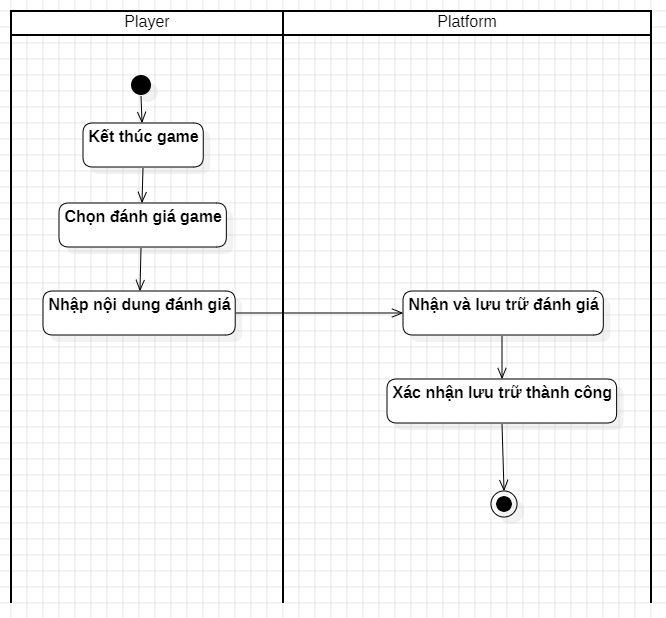 Player
Platform
Kết thúc game
Chọn đánh giá game
Nhập nội dung đánh giá
Nhận và lưu trữ đánh giá
Xác nhận lưu trữ thành công